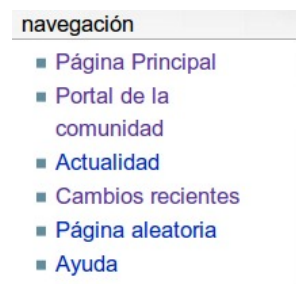 navegación
Página Principal
Portal de la
comunidad
Actualidad
Cambios recientes
Página aleatoria
Ayuda